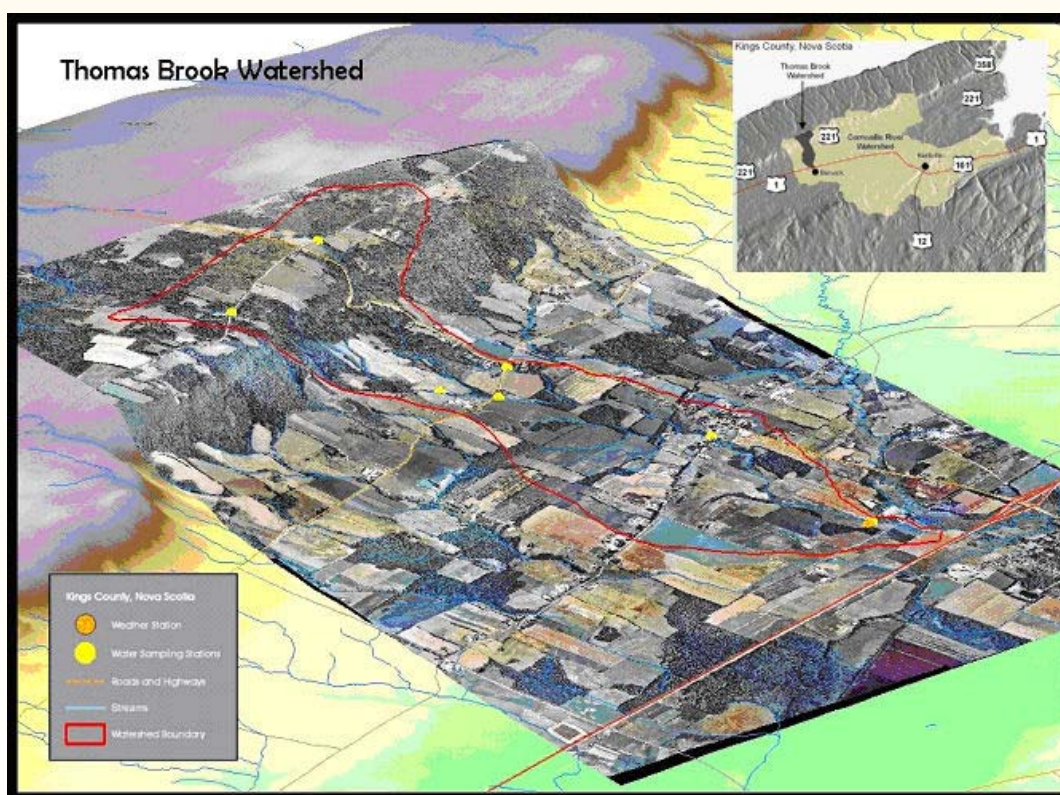 Thomas Brook Watershed
Kings County, Nova Scotia
358
Thomas Brook
Watershed
221
221
Cornwallis River
Watershed
1
Kentville
101
221
Berwick
1
12
Kings County, Nova Scotia
Weather Station
Water Sampling Stations
Roads and Highways
Streams
Watershed Boundary